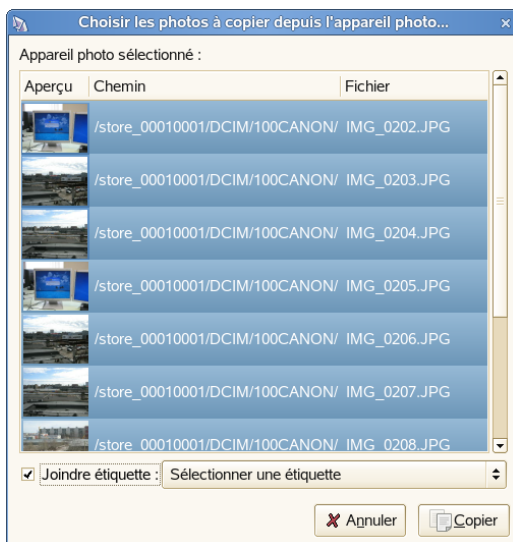 Choisir les photos à copier depuis l'appareil photo...
Appareil photo sélectionné :
Aperçu Chemin Fichier
/store_00010001/DCIM/100CANON/ IMG_0202.JPG
/store_00010001/DCIM/100CANON/ IMG_0203.JPG
/store_00010001/DCIM/100CANON/ IMG_0204.JPG
/store_00010001/DCIM/100CANON/ IMG_0205.JPG
/store_00010001/DCIM/100CANON/ IMG_0206.JPG
/store_00010001/DCIM/100CANON/ IMG_0207.JPG
/store_00010001/DCIM/100CANON/ IMG_0208.JPG
Joindre étiquette : Sélectionner une étiquette
Annuler Copier